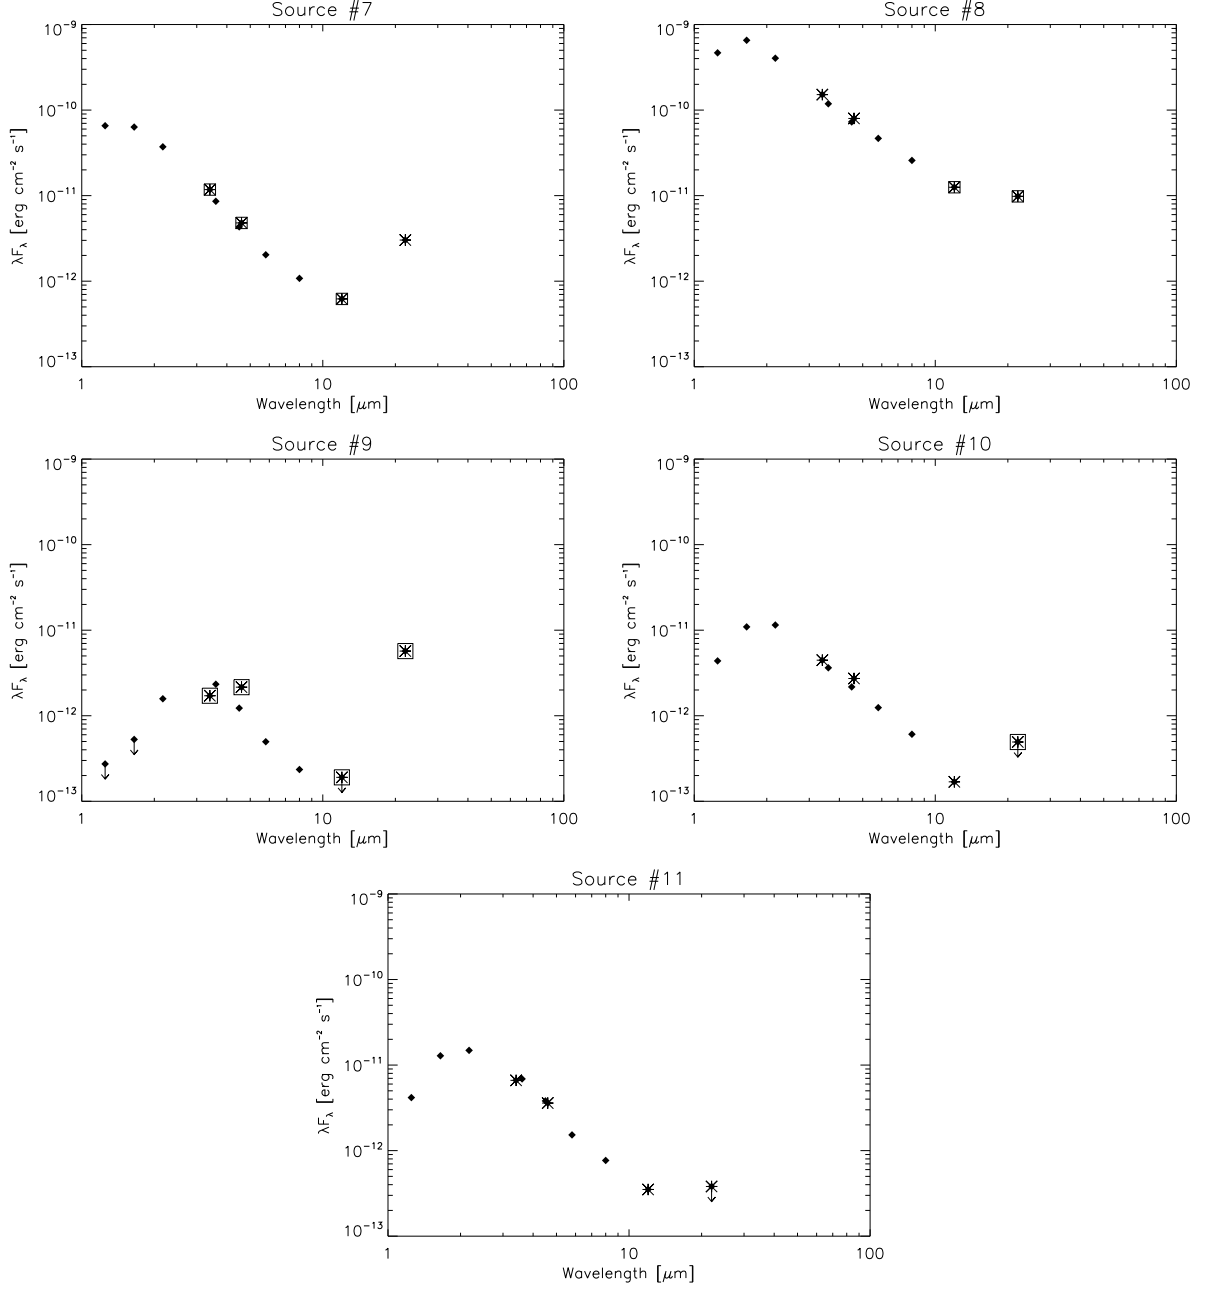 Source #7
Source #8
10⁻⁹
10⁻¹⁰
10⁻¹¹
10⁻¹²
10⁻¹³
λFλ [erg cm⁻² s⁻¹]
1
10
100
Wavelength [μm]
10⁻⁹
10⁻¹⁰
10⁻¹¹
10⁻¹²
10⁻¹³
λFλ [erg cm⁻² s⁻¹]
1
10
100
Wavelength [μm]
Source #9
Source #10
10⁻⁹
10⁻¹⁰
10⁻¹¹
10⁻¹²
10⁻¹³
λFλ [erg cm⁻² s⁻¹]
1
10
100
Wavelength [μm]
10⁻⁹
10⁻¹⁰
10⁻¹¹
10⁻¹²
10⁻¹³
λFλ [erg cm⁻² s⁻¹]
1
10
100
Wavelength [μm]
Source #11
10⁻⁹
10⁻¹⁰
10⁻¹¹
10⁻¹²
10⁻¹³
λFλ [erg cm⁻² s⁻¹]
1
10
100
Wavelength [μm]